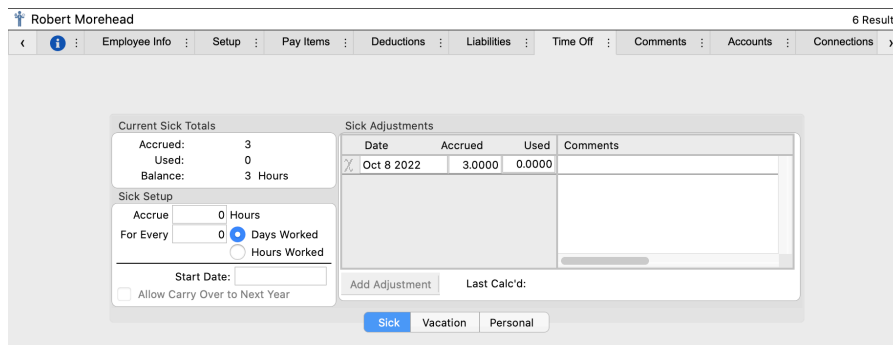 Robert Morehead 6 Result
Employee Info Setup Pay Items Deductions Liabilities Time Off Comments Accounts Connections
Current Sick Totals
Accrued: 3
Used: 0
Balance: 3 Hours
Sick Setup
Accrue 0 Hours
For Every 0 Days Worked
Hours Worked
Start Date:
Allow Carry Over to Next Year
Sick Adjustments
Date Accrued Used Comments
Oct 8 2022 3.0000 0.0000
Add Adjustment Last Calc'd:
Sick Vacation Personal